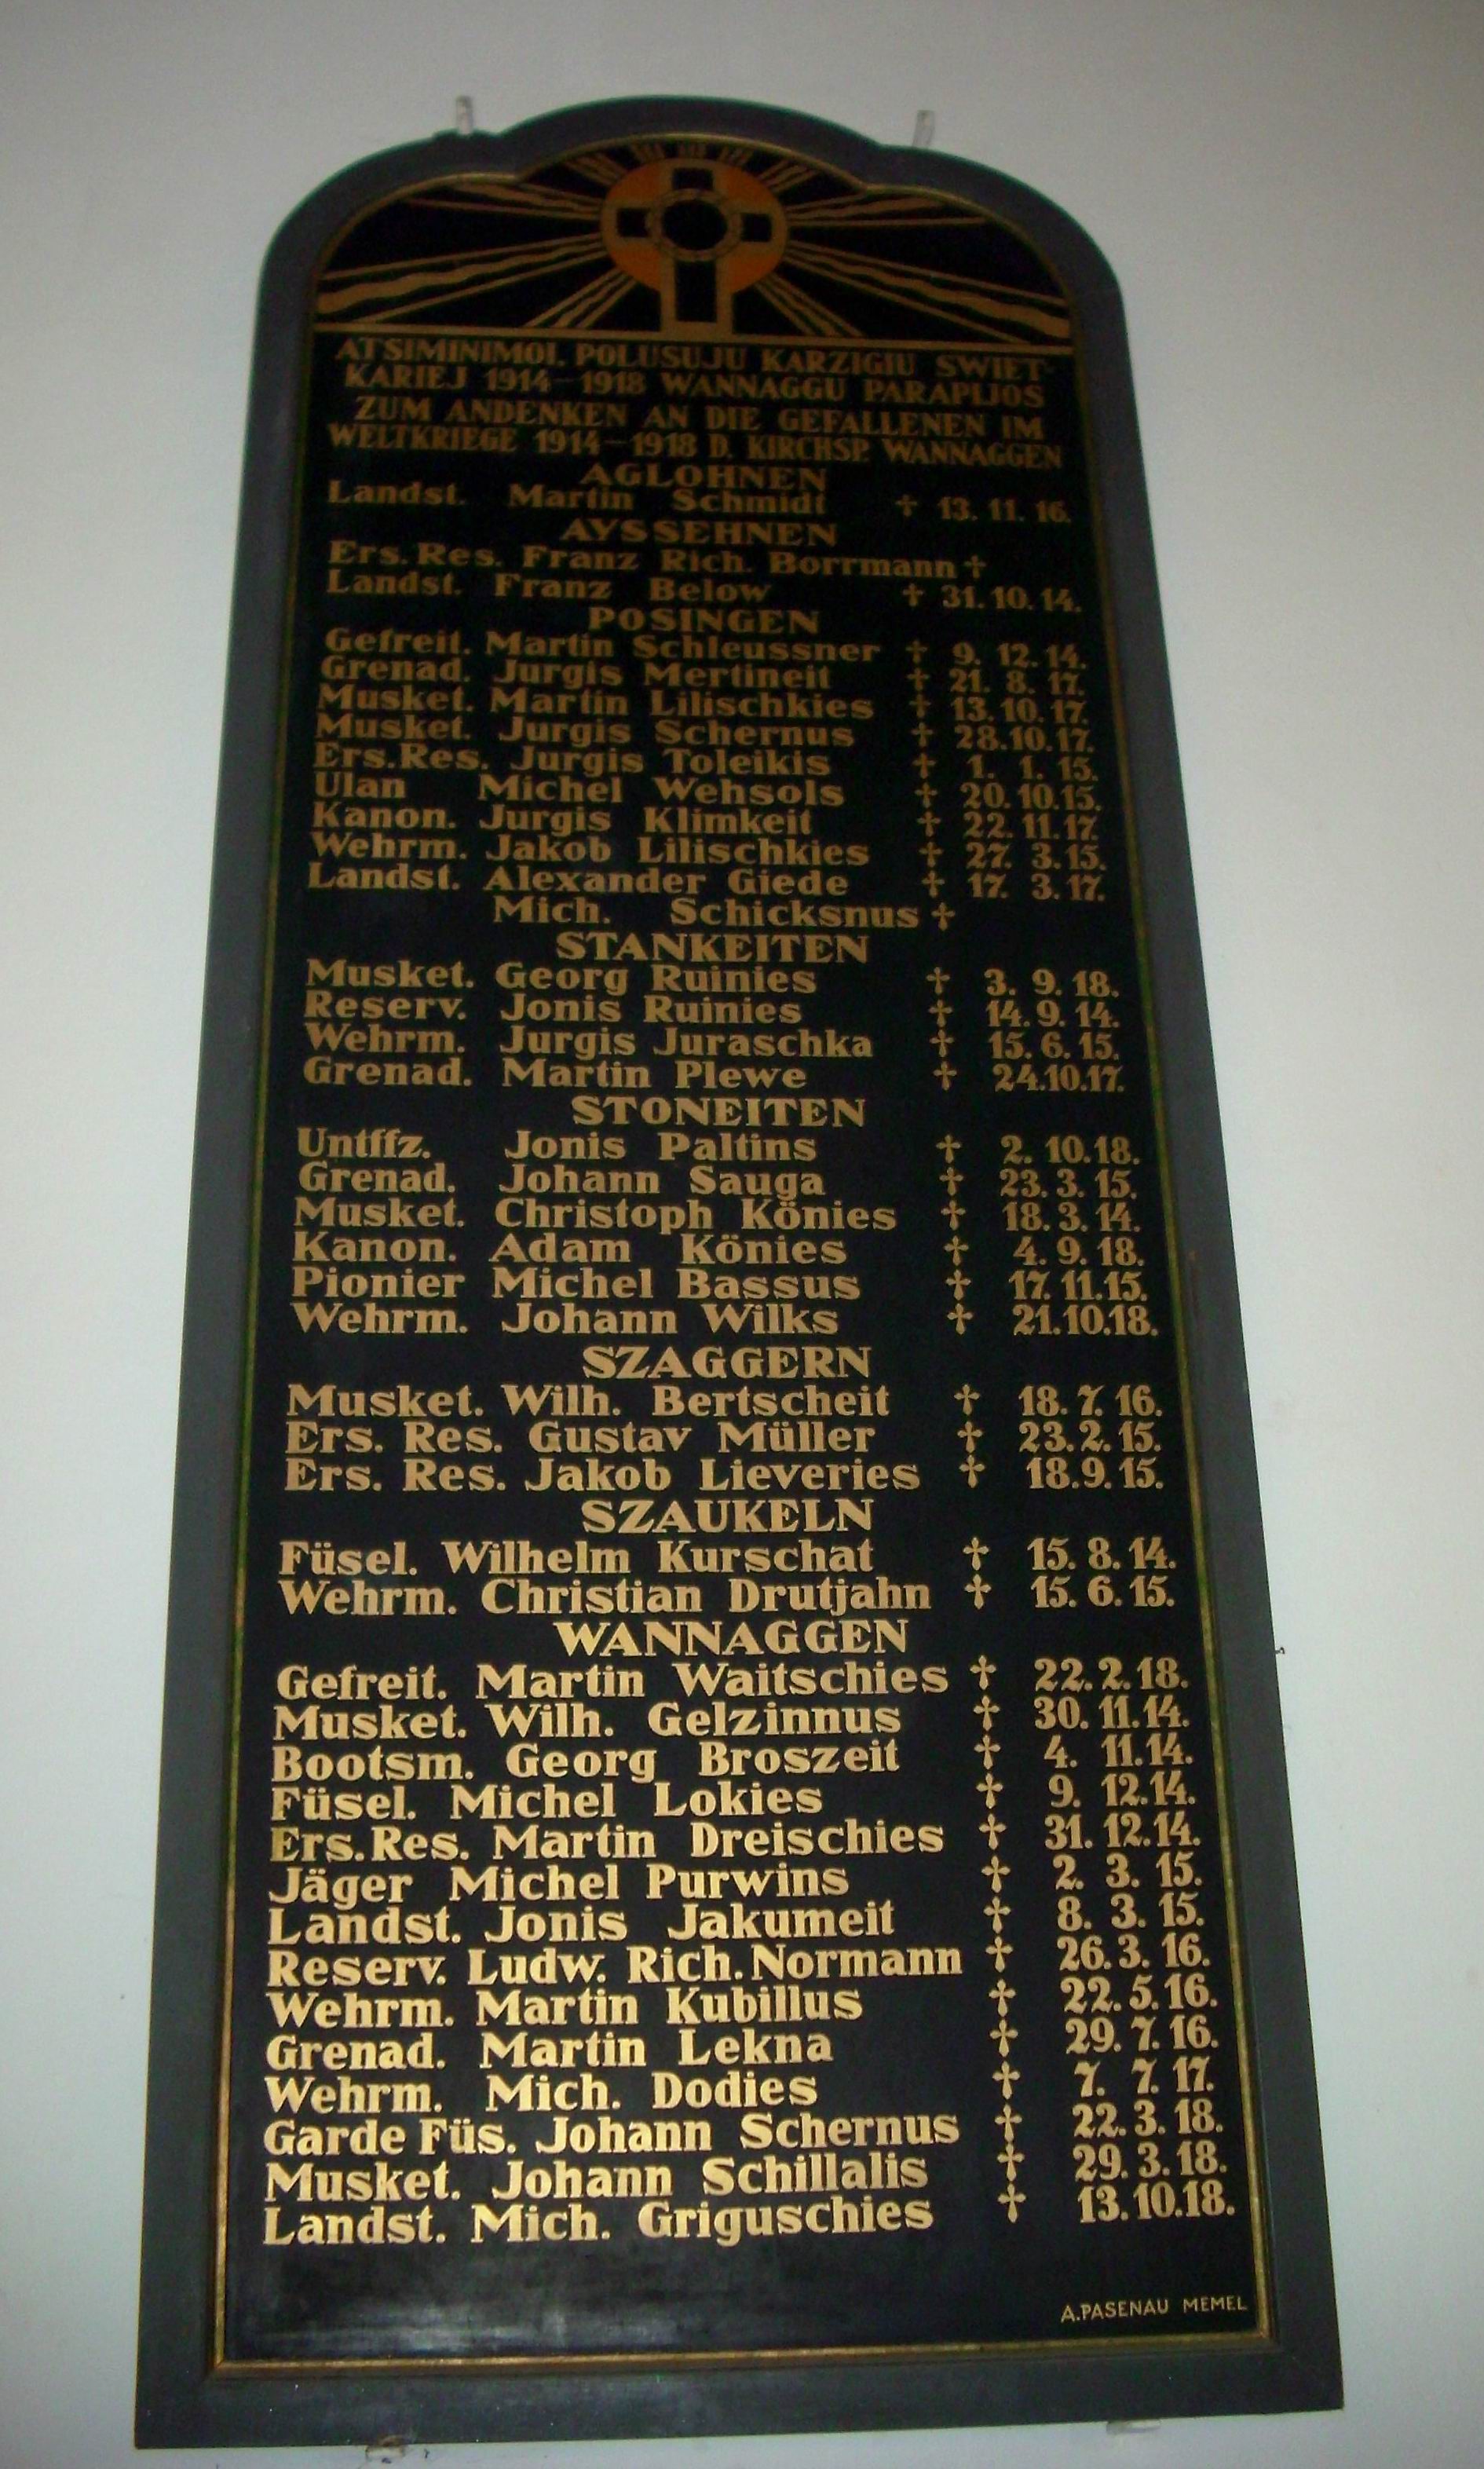 ATSIMINIMOI. POLUSUJU KARZIGIU SWIET-
KARIEJ 1914–1918 WANNAGGU PARAPIJOS
ZUM ANDENKEN AN DIE GEFALLENEN IM
WELTKRIEGE 1914–1918 D. KIRCHSP. WANNAGGEN
AGLOHNEN
Landst. Martin Schmidt † 13. 11. 16.
AYSSEHNEN
Ers. Res. Franz Rich. Borrmann †
Landst. Franz Below † 31. 10. 14.
POSINGEN
Gefreit. Martin Schleussner † 9. 12. 14.
Grenad. Jurgis Mertineit † 21. 8. 17.
Musket. Martin Lilischkies † 13. 10. 17.
Musket. Jurgis Schernus † 28. 10. 17.
Ers. Res. Jurgis Toleikis † 1. 1. 15.
Ulan Michel Wehsols † 20. 10. 15.
Kanon. Jurgis Klimkeit † 22. 11. 17.
Wehrm. Jakob Lilischkies † 27. 3. 15.
Landst. Alexander Giede † 17. 3. 17.
Mich. Schicksnus †
STANKEITEN
Musket. Georg Ruinies † 3. 9. 18.
Reserv. Jonis Ruinies † 14. 9. 14.
Wehrm. Jurgis Juraschka † 15. 6. 15.
Grenad. Martin Plewe † 24.10.17.
STONEITEN
Untffz. Jonis Paltins † 2. 10. 18.
Grenad. Johann Sauga † 23. 3. 15.
Musket. Christoph Könies † 18. 3. 14.
Kanon. Adam Könies † 4. 9. 18.
Pionier Michel Bassus † 17. 11. 15.
Wehrm. Johann Wilks † 21. 10. 18.
SZAGGERN
Musket. Wilh. Bertscheit † 18. 7. 16.
Ers. Res. Gustav Müller † 23. 2. 15.
Ers. Res. Jakob Lieveries † 18. 9. 15.
SZAUKELN
Füsel. Wilhelm Kurschat † 15. 8. 14.
Wehrm. Christian Drutjahn † 15. 6. 15.
WANNAGGEN
Gefreit. Martin Waitschies † 22. 2. 18.
Musket. Wilh. Gelzinnus † 30. 11. 14.
Bootsm. Georg Broszeit † 4. 11. 14.
Füsel. Michel Lokies † 9. 12. 14.
Ers. Res. Martin Dreischies † 31. 12. 14.
Jäger Michel Purwins † 2. 3. 15.
Landst. Jonis Jakumeit † 8. 3. 15.
Reserv. Ludw. Rich. Normann † 26. 3. 16.
Wehrm. Martin Kubillus † 22. 5. 16.
Grenad. Martin Lekna † 29. 7. 16.
Wehrm. Mich. Dodies † 7. 7. 17.
Garde Füs. Johann Schernus † 22. 3. 18.
Musket. Johann Schillalis † 29. 3. 18.
Landst. Mich. Griguschies † 13. 10. 18.
A. PASENAU MEMEL